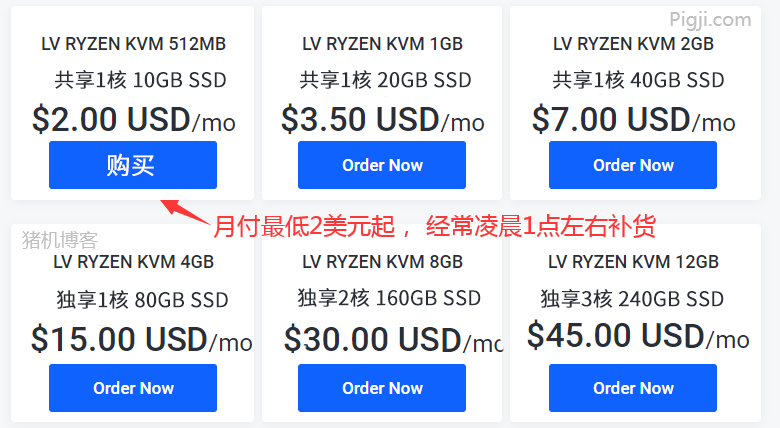 Pigji.com
LV RYZEN KVM 512MB
共享1核 10GB SSD
$2.00 USD/mo
购买
LV RYZEN KVM 1GB
共享1核 20GB SSD
$3.50 USD/mo
Order Now
LV RYZEN KVM 2GB
共享1核 40GB SSD
$7.00 USD/mo
Order Now
月付最低2美元起，经常凌晨1点左右补货
猪机博客
LV RYZEN KVM 4GB
独享1核 80GB SSD
$15.00 USD/mo
Order Now
LV RYZEN KVM 8GB
独享2核 160GB SSD
$30.00 USD/mo
Order Now
LV RYZEN KVM 12GB
独享3核 240GB SSD
$45.00 USD/mo
Order Now